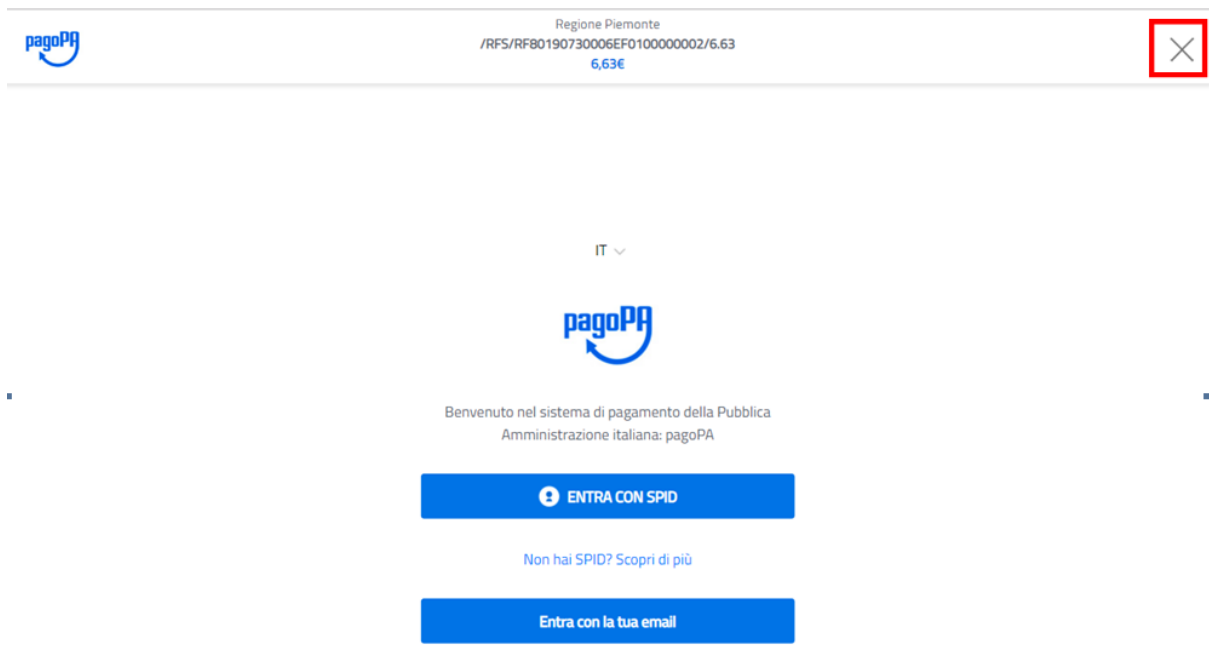 pagoPA
Regione Piemonte
/RFS/RF80190730006EF0100000002/6.63
6,63€
IT
pagoPA
Benvenuto nel sistema di pagamento della Pubblica
Amministrazione italiana: pagoPA
ENTRA CON SPID
Non hai SPID? Scopri di più
Entra con la tua email